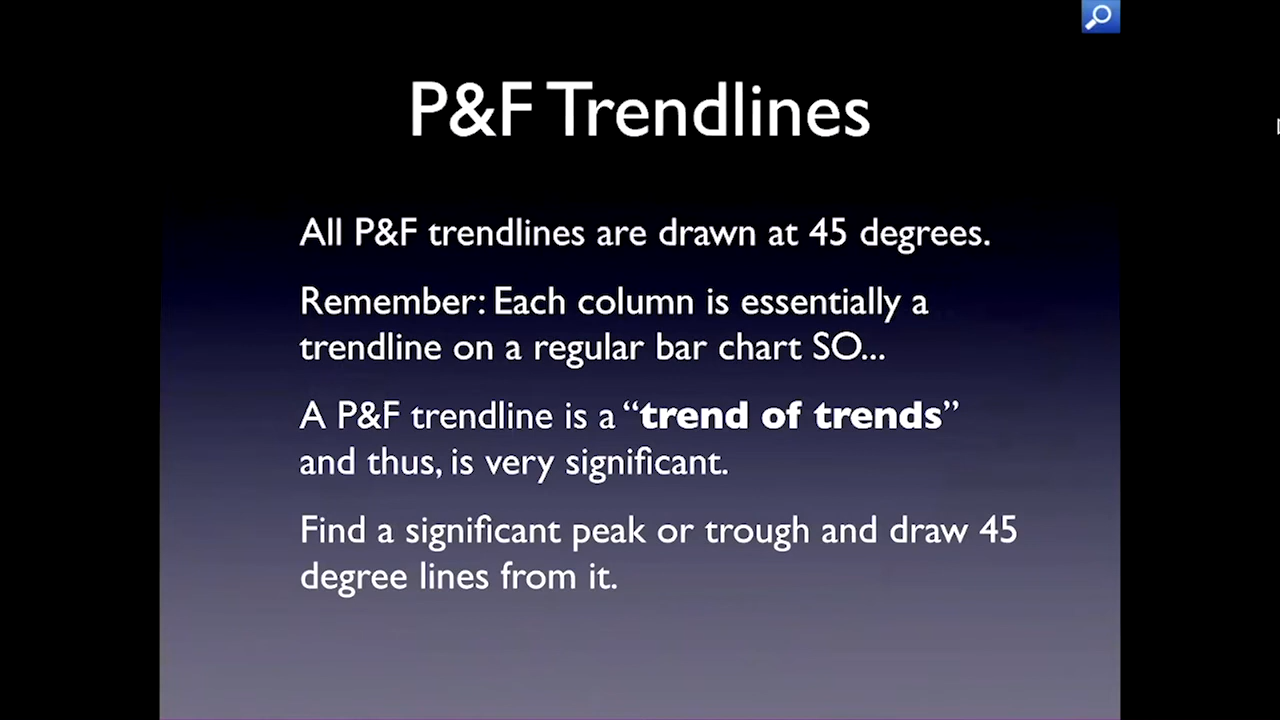 P&F Trendlines
All P&F trendlines are drawn at 45 degrees.
Remember: Each column is essentially a
trendline on a regular bar chart SO...
A P&F trendline is a “trend of trends”
and thus, is very significant.
Find a significant peak or trough and draw 45
degree lines from it.